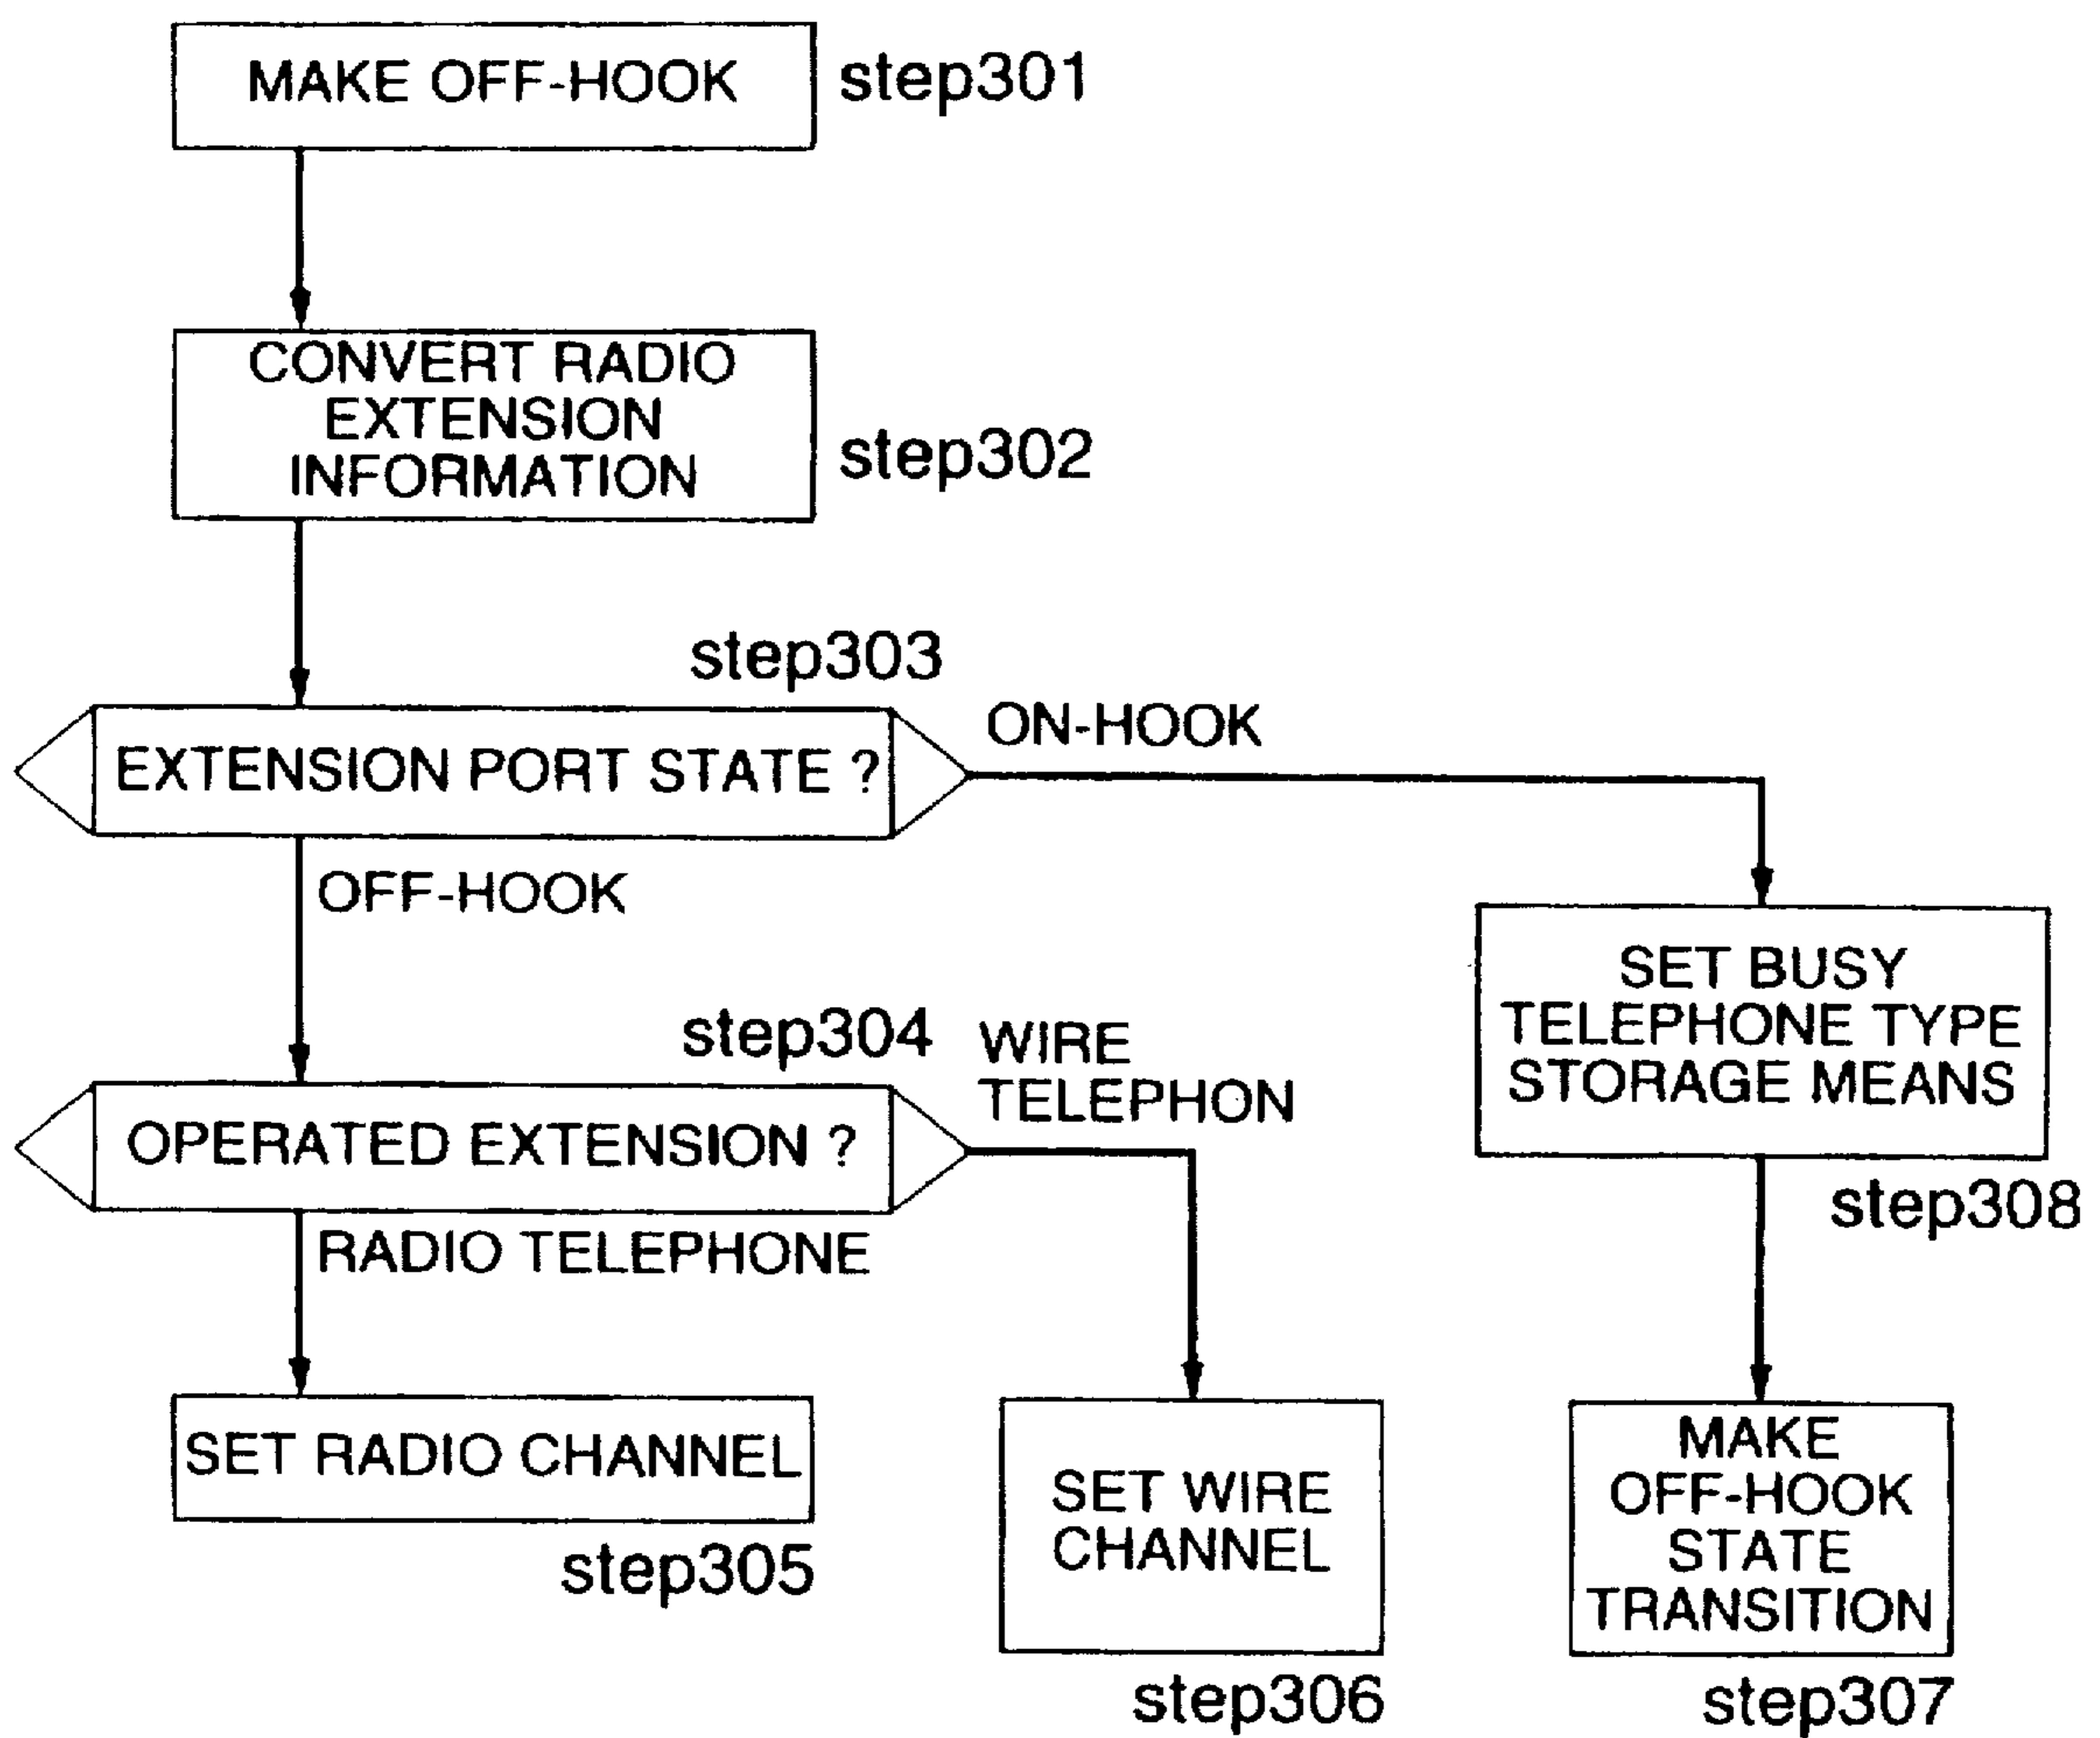 MAKE OFF-HOOK
step301
CONVERT RADIO
EXTENSION
INFORMATION
step302
step303
EXTENSION PORT STATE ?
ON-HOOK
OFF-HOOK
SET BUSY
TELEPHONE TYPE
STORAGE MEANS
step308
step304
WIRE
TELEPHON
OPERATED EXTENSION ?
RADIO TELEPHONE
SET RADIO CHANNEL
step305
SET WIRE
CHANNEL
step306
MAKE
OFF-HOOK
STATE
TRANSITION
step307